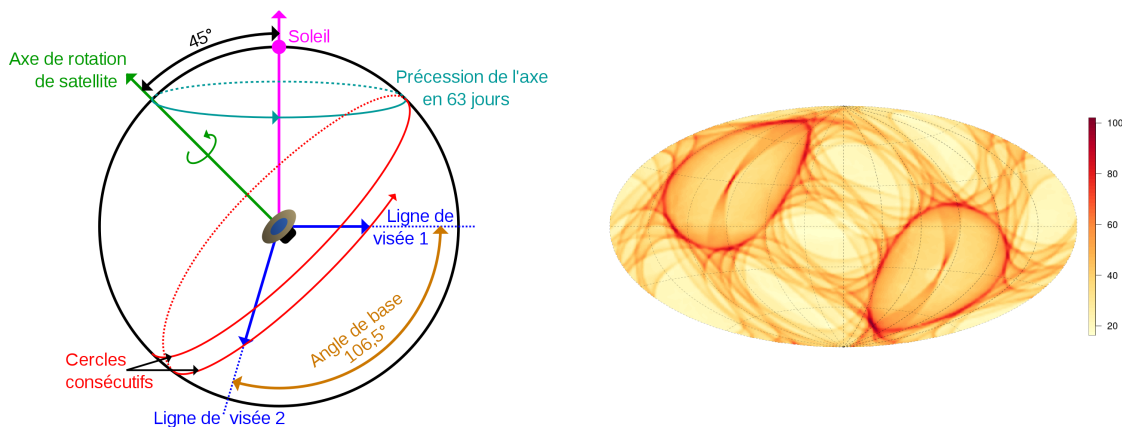 45°
Soleil
Axe de rotation
de satellite
Précession de l'axe
en 63 jours
Ligne de
visée 1
Angle de base
106,5°
Cercles
consécutifs
Ligne de visée 2
100
80
60
40
20